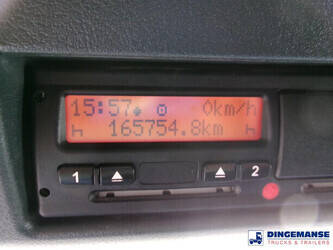 15:57 0km/h
165754.8km
1 2
DINGEMANSE
TRUCKS & TRAILERS